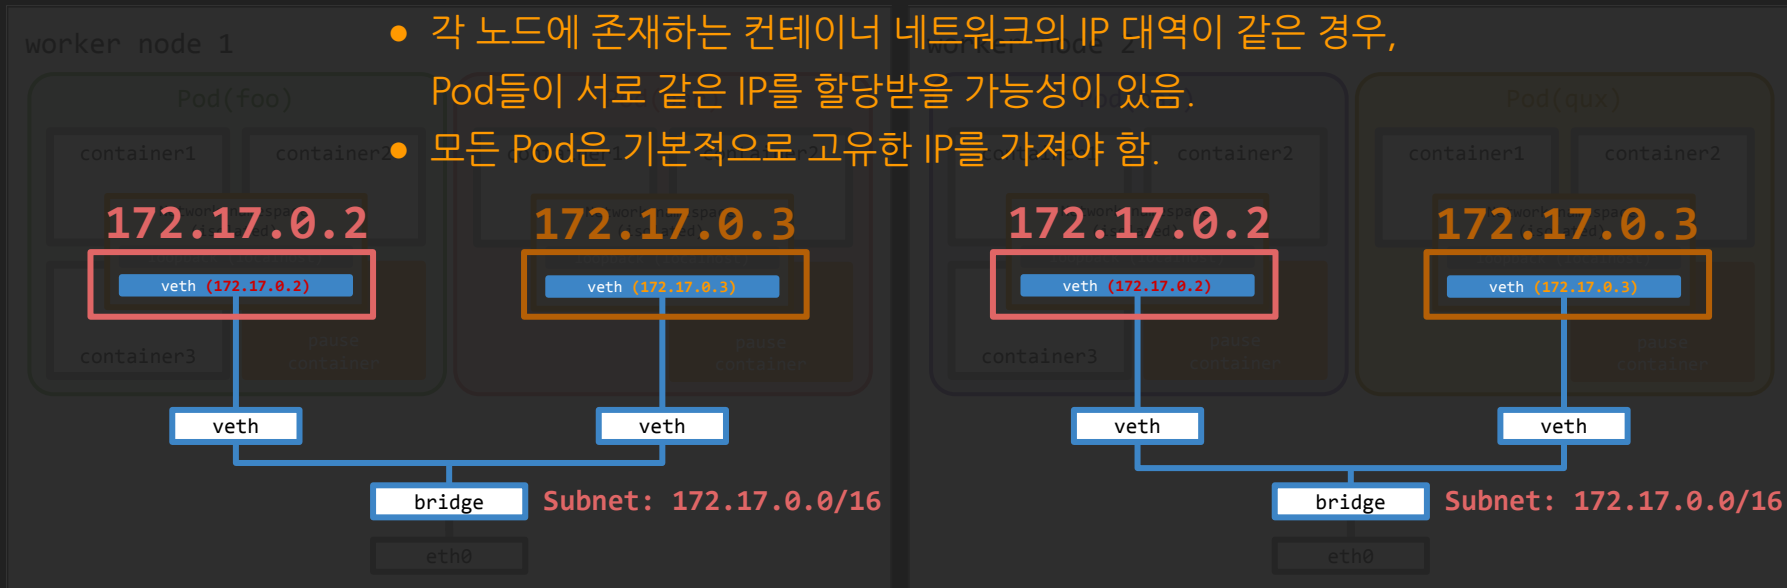 ● 각 노드에 존재하는 컨테이너 네트워크의 IP 대역이 같은 경우,
Pod들이 서로 같은 IP를 할당받을 가능성이 있음.
● 모든 Pod은 기본적으로 고유한 IP를 가져야 함.
worker node 1
Pod(foo)
container1
container2
172.17.0.2
veth (172.17.0.2)
container3
pause
container
172.17.0.3
veth (172.17.0.3)
pause
container
veth
veth
bridge
Subnet: 172.17.0.0/16
eth0
worker node 2
container2
172.17.0.2
veth (172.17.0.2)
container3
pause
container
Pod(qux)
container1
container2
172.17.0.3
veth (172.17.0.3)
pause
container
veth
veth
bridge
Subnet: 172.17.0.0/16
eth0